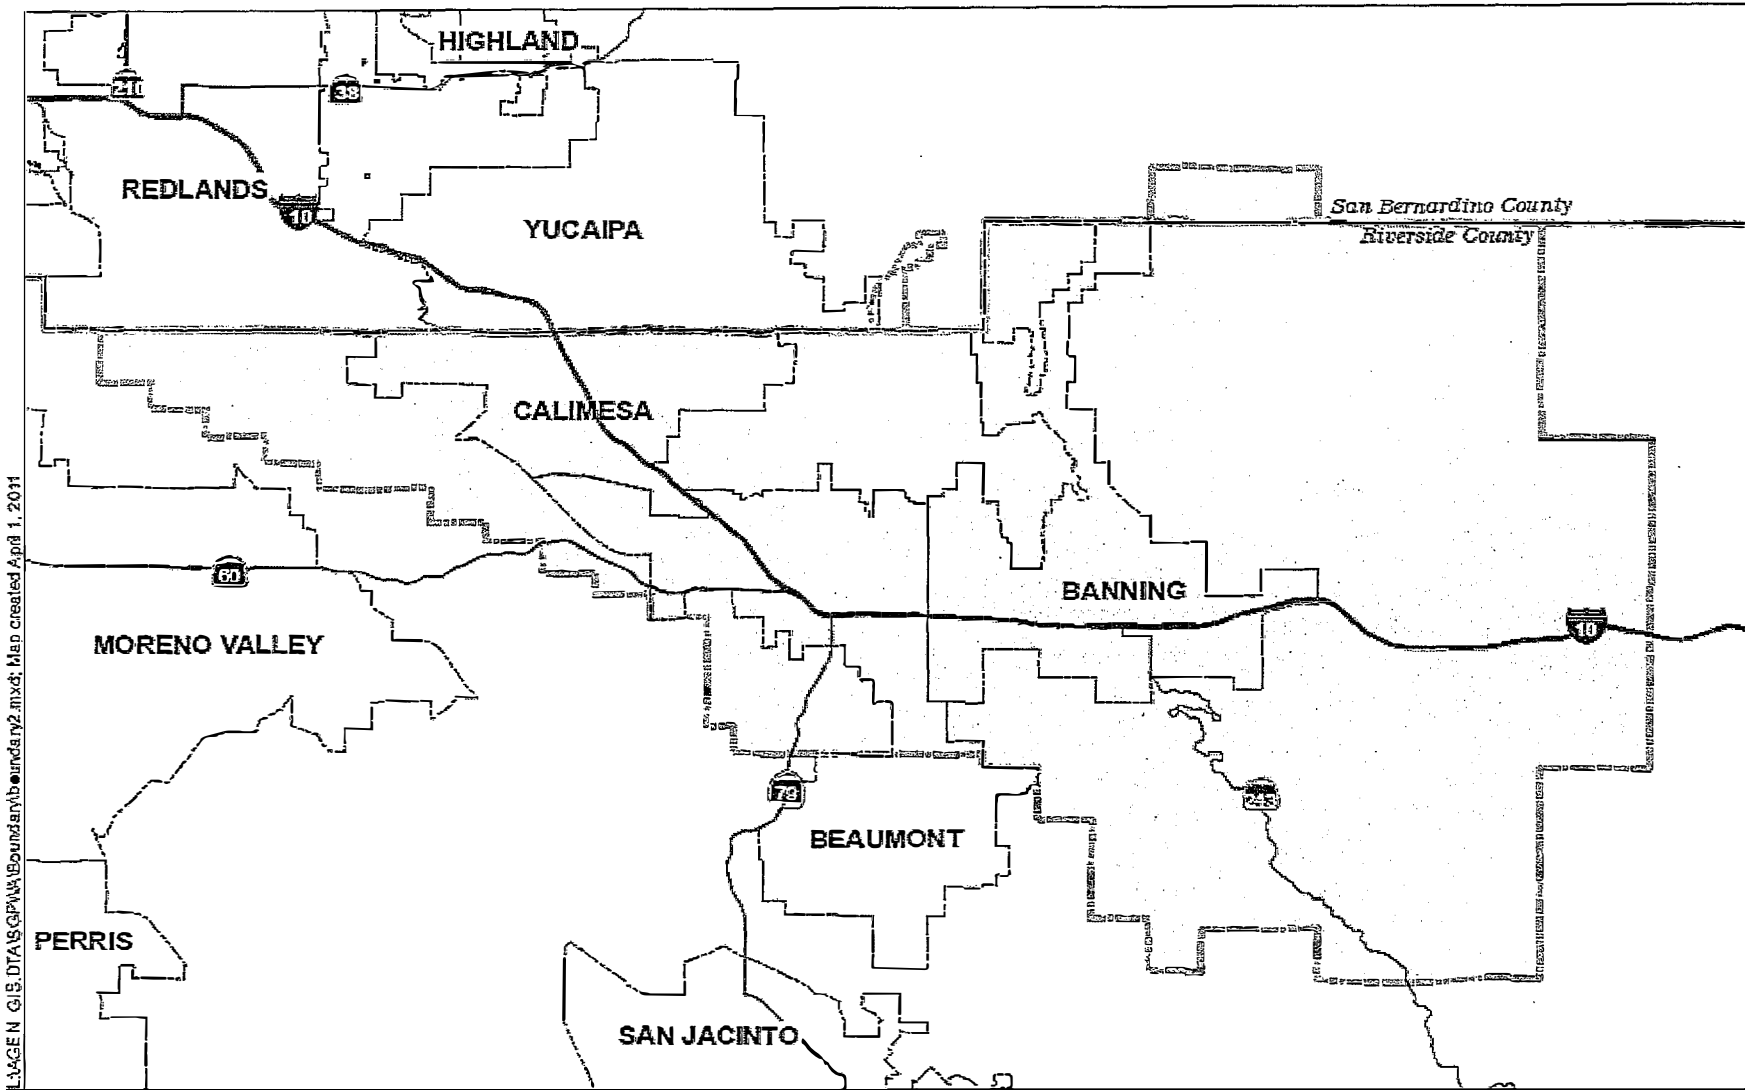 HIGHLAND
38
REDLANDS
10
YUCAIPA
San Bernardino County
Riverside County
CALIMESA
60
BANNING
10
MORENO VALLEY
79
BEAUMONT
PERRIS
SAN JACINTO
Map created April 1, 2011